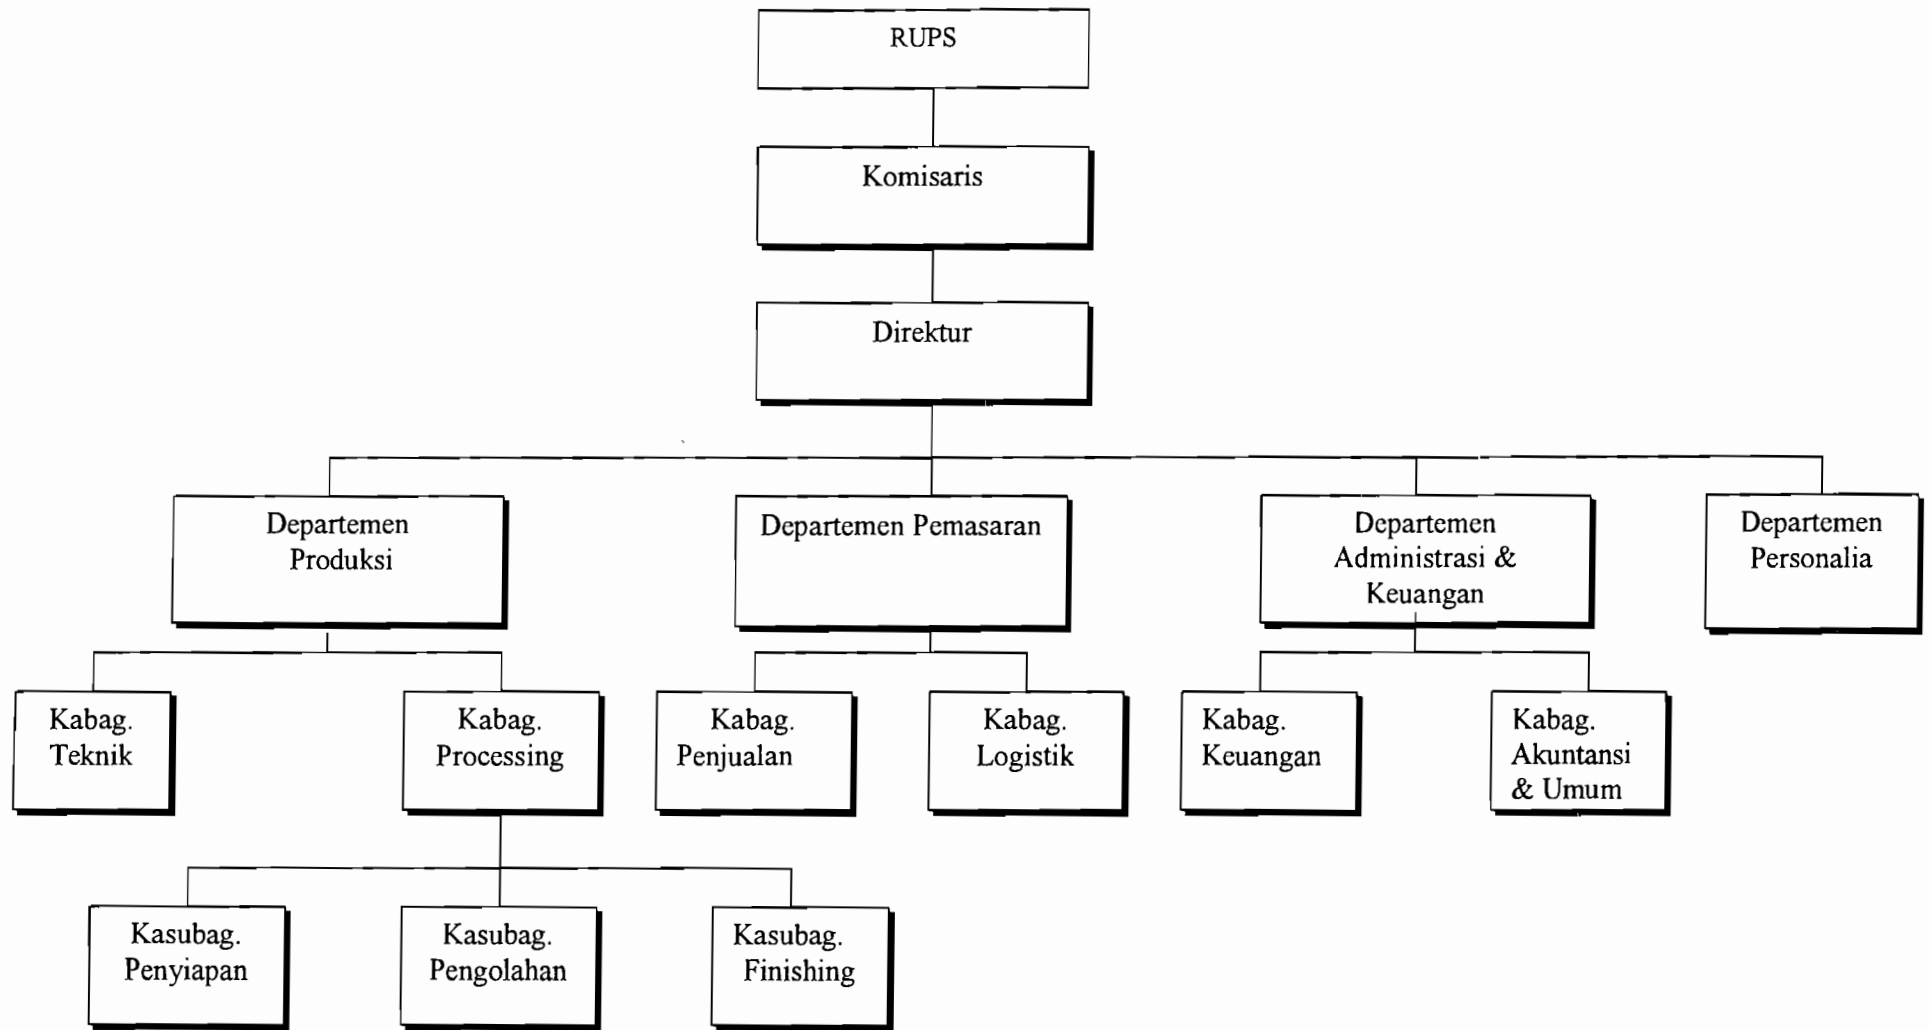 RUPS
Komisaris
Direktur
Departemen
Produksi
Departemen Pemasaran
Departemen
Administrasi &
Keuangan
Departemen
Personalia
Kabag.
Teknik
Kabag.
Processing
Kabag.
Penjualan
Kabag.
Logistik
Kabag.
Keuangan
Kabag.
Akuntansi
& Umum
Kasubag.
Penyiapan
Kasubag.
Pengolahan
Kasubag.
Finishing